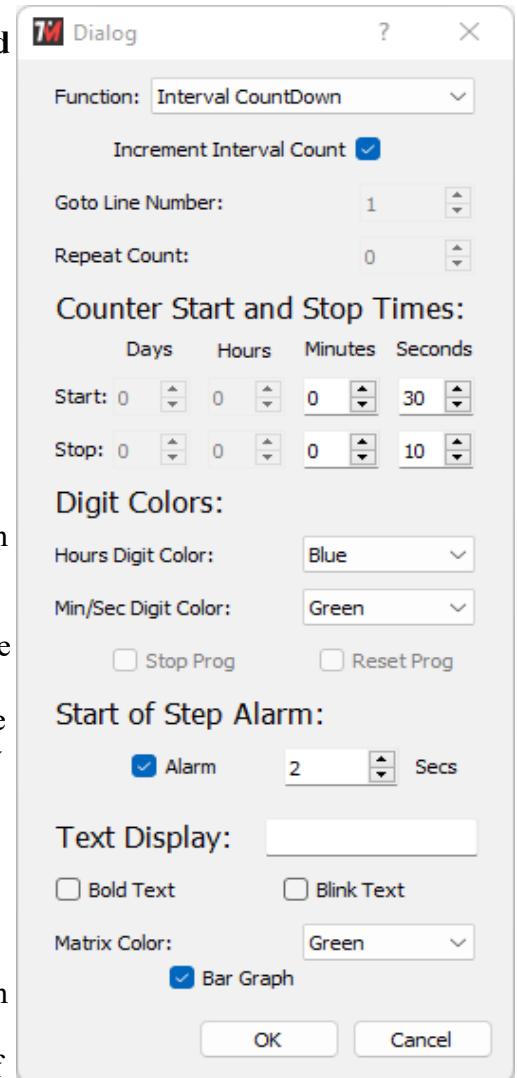 d
Dialog ? ×
Function: Interval CountDown
Increment Interval Count
Goto Line Number: 1
Repeat Count: 0
Counter Start and Stop Times:
Days Hours Minutes Seconds
Start: 0 0 0 30
Stop: 0 0 0 10
Digit Colors:
n
Hours Digit Color: Blue
Min/Sec Digit Color: Green
e
Stop Prog Reset Prog
Start of Step Alarm:
e
Alarm 2 Secs
Text Display:
Bold Text Blink Text
Matrix Color: Green
Bar Graph
n
OK Cancel
f